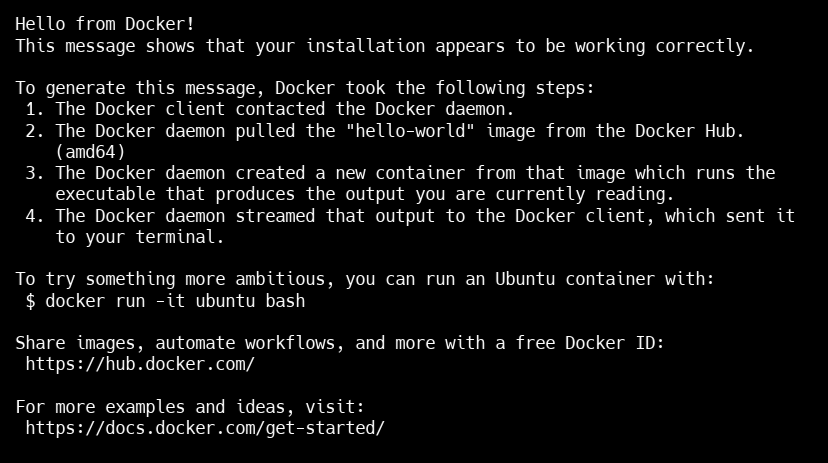 Hello from Docker!
This message shows that your installation appears to be working correctly.
To generate this message, Docker took the following steps:
1. The Docker client contacted the Docker daemon.
2. The Docker daemon pulled the "hello-world" image from the Docker Hub.
(amd64)
3. The Docker daemon created a new container from that image which runs the
executable that produces the output you are currently reading.
4. The Docker daemon streamed that output to the Docker client, which sent it
to your terminal.
To try something more ambitious, you can run an Ubuntu container with:
$ docker run -it ubuntu bash
Share images, automate workflows, and more with a free Docker ID:
https://hub.docker.com/
For more examples and ideas, visit:
https://docs.docker.com/get-started/